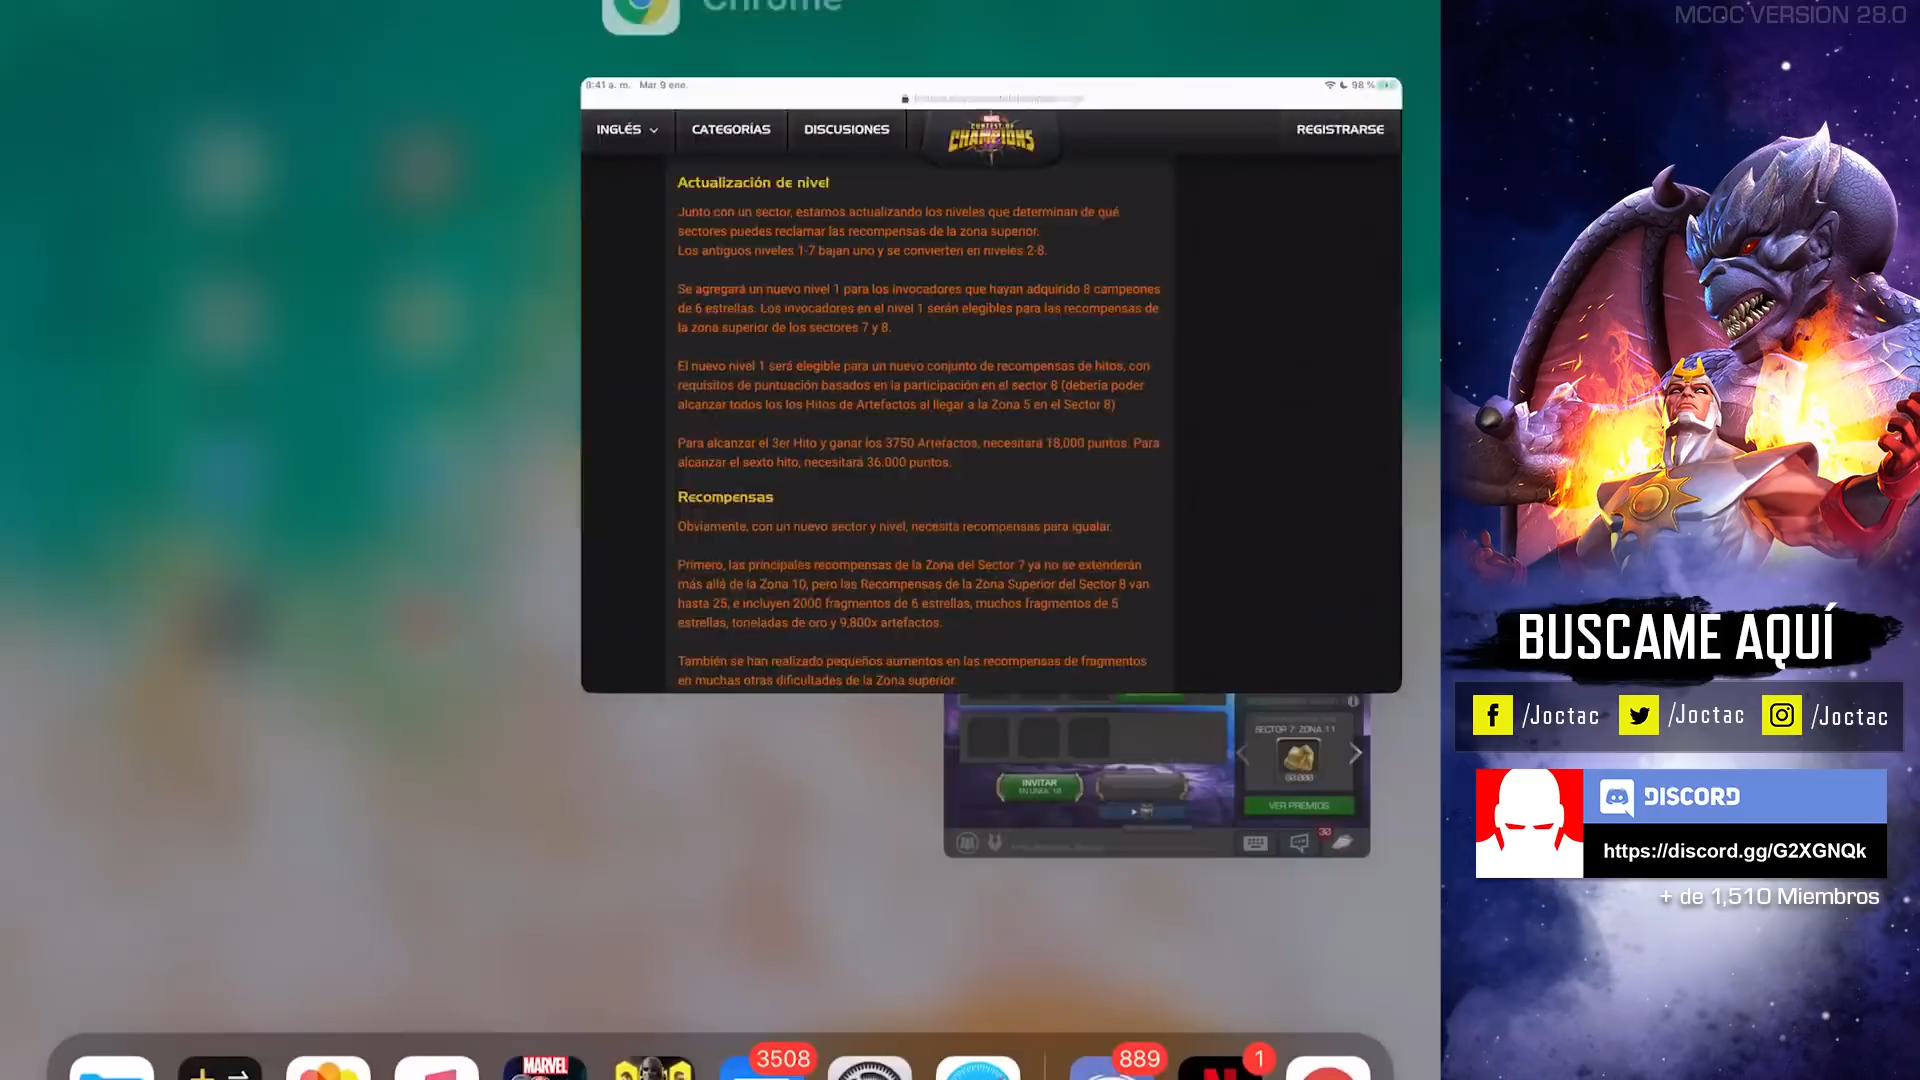 Chrome
MCOC VERSION 28.0
9:41 a. m. Mar 9 ene.
98 %
INGLÉS
CATEGORÍAS
DISCUSIONES
MARVEL
CONTEST OF
CHAMPIONS
REGISTRARSE
Actualización de nivel
Junto con un sector, estamos actualizando los niveles que determinan de qué
sectores puedes reclamar las recompensas de la zona superior.
Los antiguos niveles 1-7 bajan uno y se convierten en niveles 2-8.
Se agregará un nuevo nivel 1 para los invocadores que hayan adquirido 8 campeones
de 6 estrellas. Los invocadores en el nivel 1 serán elegibles para las recompensas de
la zona superior de los sectores 7 y 8.
El nuevo nivel 1 será elegible para un nuevo conjunto de recompensas de hitos, con
requisitos de puntuación basados en la participación en el sector 8 (debería poder
alcanzar todos los los Hitos de Artefactos al llegar a la Zona 5 en el Sector 8)
Para alcanzar el 3er Hito y ganar los 3750 Artefactos, necesitará 18,000 puntos. Para
alcanzar el sexto hito, necesitará 36.000 puntos.
Recompensas
Obviamente, con un nuevo sector y nivel, necesita recompensas para igualar.
Primero, las principales recompensas de la Zona del Sector 7 ya no se extenderán
más allá de la Zona 10, pero las Recompensas de la Zona Superior del Sector 8 van
hasta 25, e incluyen 2000 fragmentos de 6 estrellas, muchos fragmentos de 5
estrellas, toneladas de oro y 9,800x artefactos.
También se han realizado pequeños aumentos en las recompensas de fragmentos
en muchas otras dificultades de la Zona superior.
SECTOR 7: ZONA 11
INVITAR
EN LÍNEA: 10
VER PREMIOS
30
BUSCAME AQUÍ
/Joctac
/Joctac
/Joctac
DISCORD
https://discord.gg/G2XGNQk
+ de 1,510 Miembros
MARVEL
3508
889
1